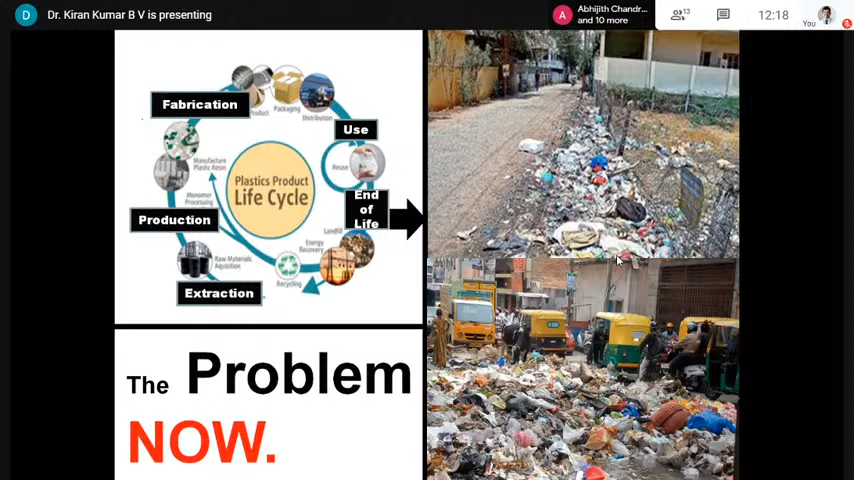 Dr. Kiran Kumar B V is presenting
Abhijith Chandr...
and 10 more
13
12:18
You
D
A
Fabrication
Product
Packaging
Distribution
Use
Reuse
Manufacture
Plastic Resin
Plastics Product
Life Cycle
Monomer
Processing
End
of
Life
Production
Landfill
Energy
Recovery
Raw Materials
Aquisition
Recycling
Extraction
The Problem
NOW.